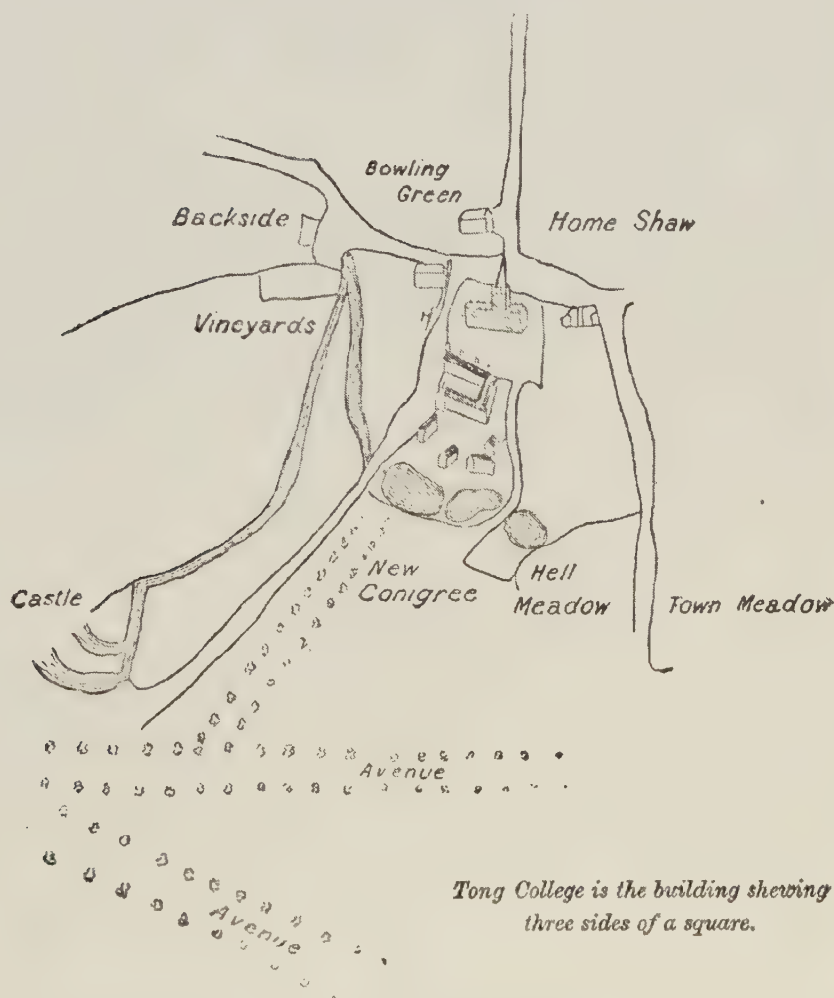 Bowling
Green
Backside
Home Shaw
Vineyards
H
New
Conigree
Hell
Meadow
Castle
Town Meadow
Avenue
Avenue
Tong College is the building shewing
three sides of a square.